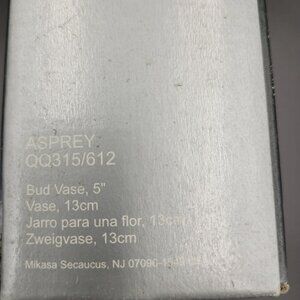 ASPREY
QQ315/612
Bud Vase, 5"
Vase, 13cm
Jarro para una flor, 13cm
Zweigvase, 13cm
Mikasa Secaucus, NJ